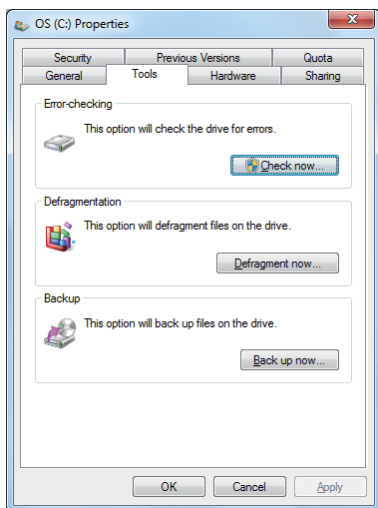 OS (C:) Properties
Security Previous Versions Quota
General Tools Hardware Sharing
Error-checking
This option will check the drive for errors.
Check now...
Defragmentation
This option will defragment files on the drive.
Defragment now...
Backup
This option will back up files on the drive.
Back up now...
OK Cancel Apply